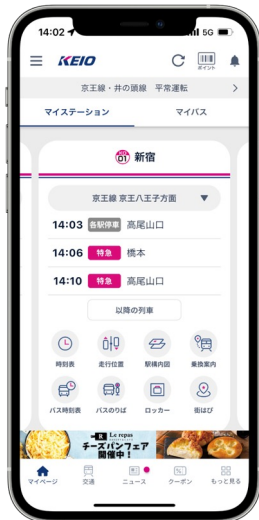 14:02
5G
KEIO
ポイント
京王線・井の頭線 平常運転
マイステーション
マイバス
KO
01
新宿
京王線 京王八王子方面
14:03 各駅停車 高尾山口
14:06 特急 橋本
14:10 特急 高尾山口
以降の列車
時刻表
走行位置
駅構内図
乗換案内
バス時刻表
バスのりば
ロッカー
街はぴ
R Le repas
チーズパンフェア
開催中！
マイページ
交通
ニュース
クーポン
もっと見る